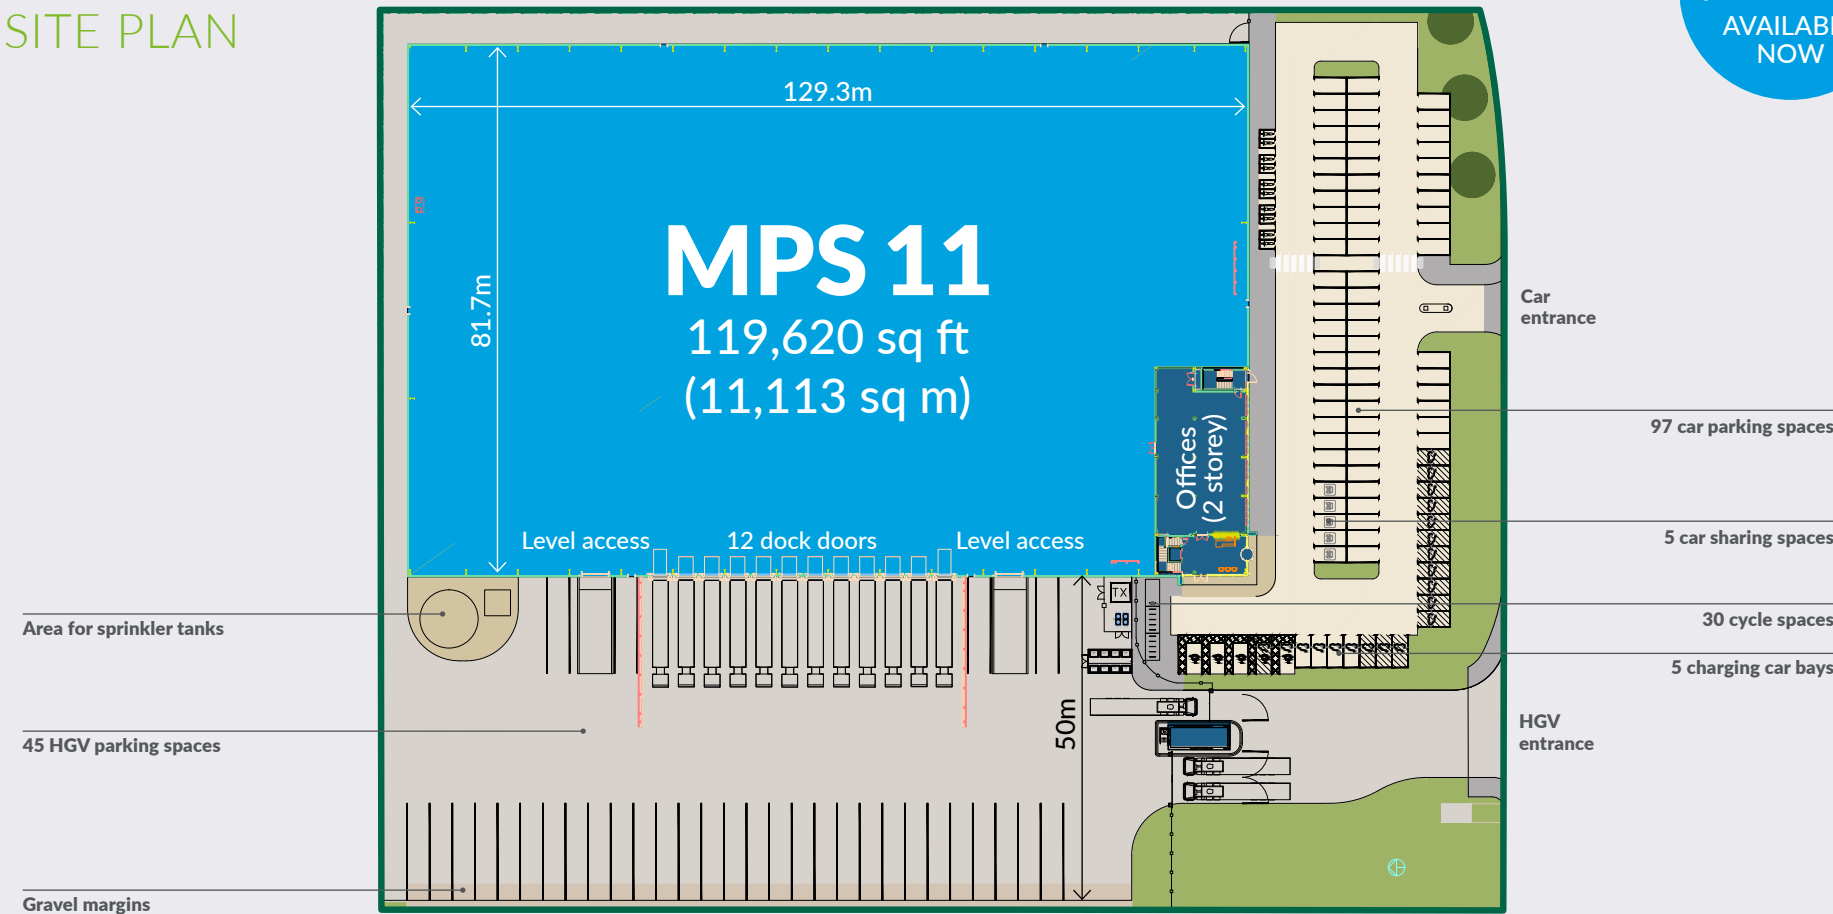 SITE PLAN
AVAILAB
NOW
129.3m
81.7m
MPS 11
119,620 sq ft
(11,113 sq m)
Offices
(2 storey)
Level access
12 dock doors
Level access
TX
50m
Car
entrance
97 car parking spaces
5 car sharing spaces
30 cycle spaces
5 charging car bays
HGV
entrance
Area for sprinkler tanks
45 HGV parking spaces
Gravel margins